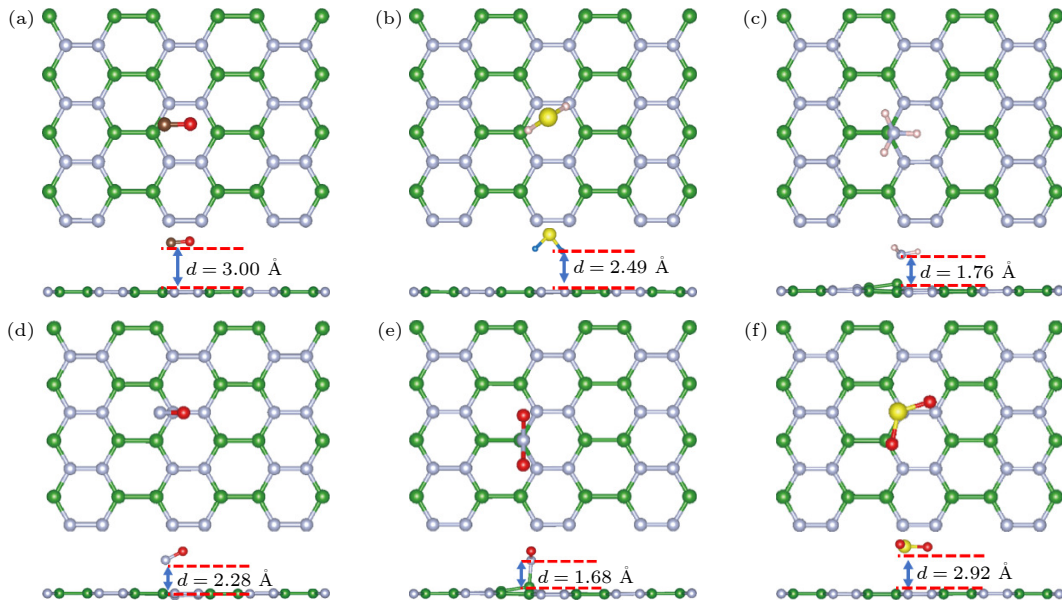 (a)
(b)
(c)
d = 3.00 Å
d = 2.49 Å
d = 1.76 Å
(d)
(e)
(f)
d = 2.28 Å
d = 1.68 Å
d = 2.92 Å